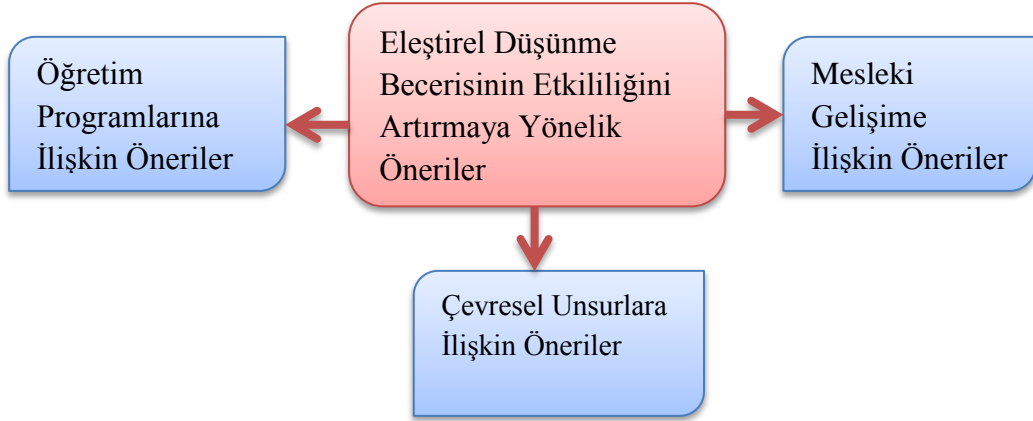 Öğretim
Programlarına
İlişkin Öneriler
Eleştirel Düşünme
Becerisinin Etkililiğini
Artırmaya Yönelik
Öneriler
Mesleki
Gelişime
İlişkin Öneriler
Çevresel Unsurlara
İlişkin Öneriler